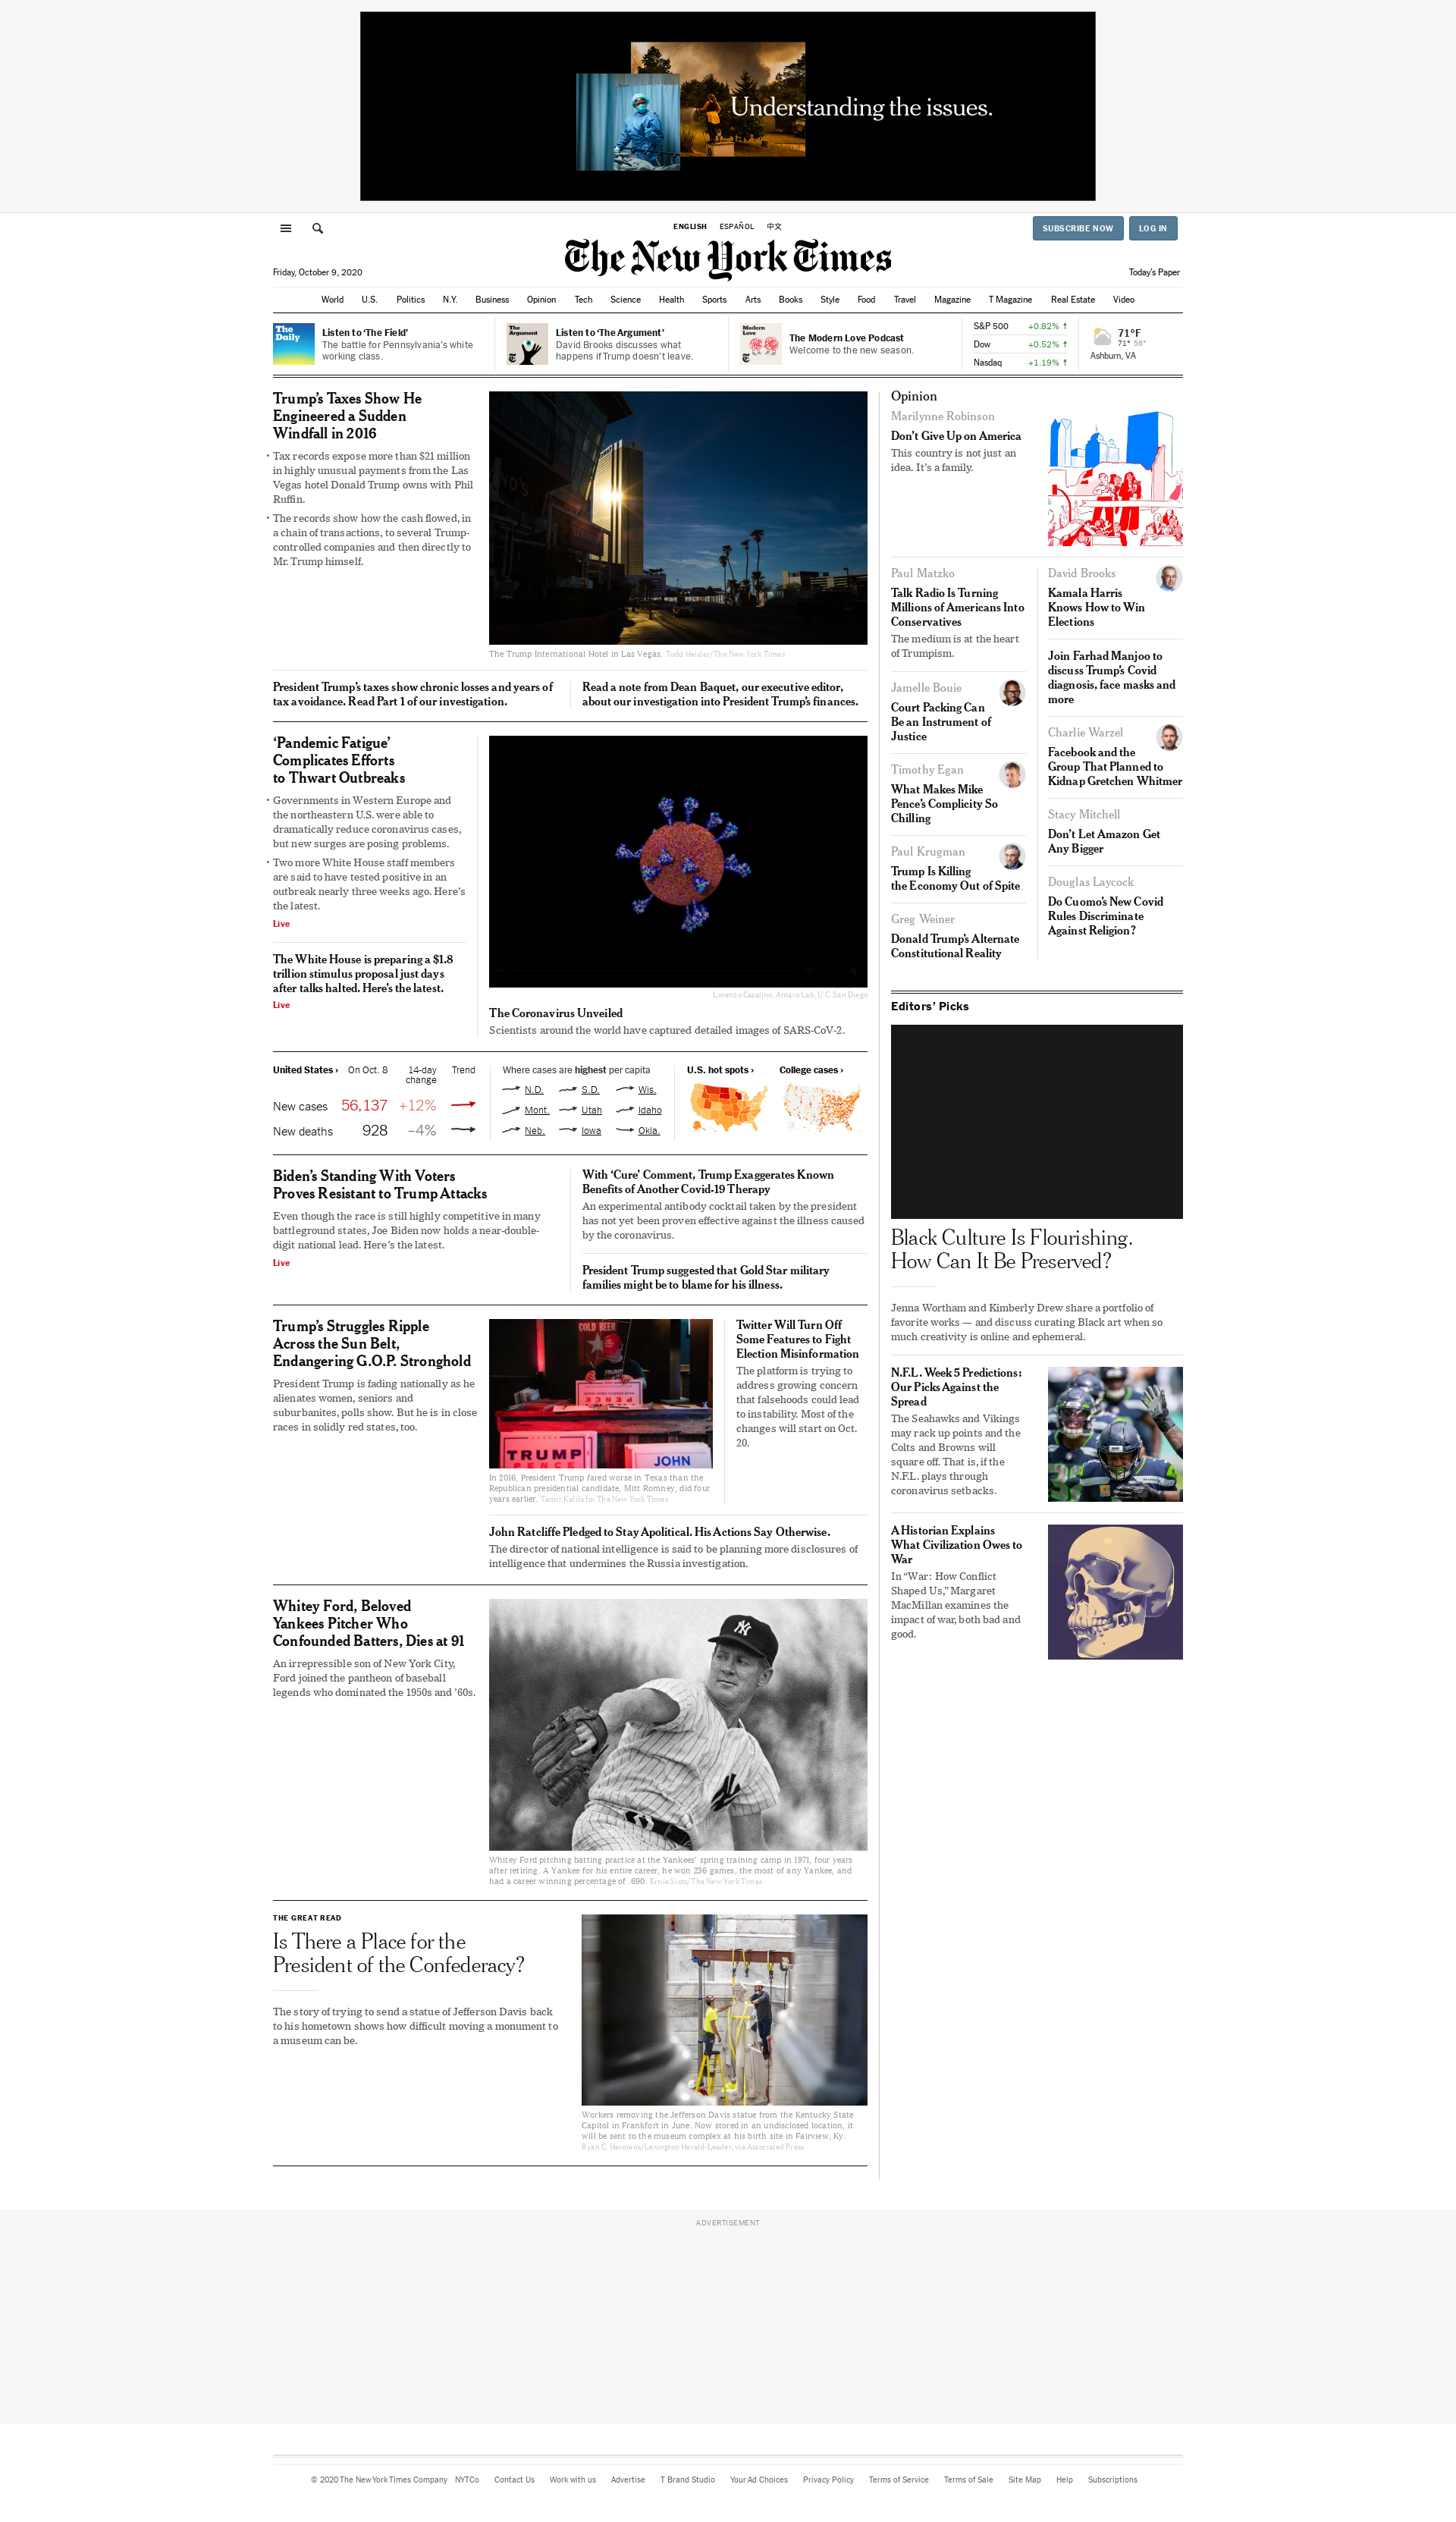 Understanding the issues.
ENGLISH ESPAÑOL 中文
SUBSCRIBE NOW LOG IN
The New York Times
Friday, October 9, 2020
Today's Paper
World U.S. Politics N.Y. Business Opinion Tech Science Health Sports Arts Books Style Food Travel Magazine T Magazine Real Estate Video
The
Daily
Listen to ‘The Field’
The battle for Pennsylvania’s white
working class.
The
Argument
Listen to ‘The Argument’
David Brooks discusses what
happens if Trump doesn’t leave.
Modern
Love
The Modern Love Podcast
Welcome to the new season.
S&P 500 +0.82% ↑
Dow +0.52% ↑
Nasdaq +1.19% ↑
71°F
71° 56°
Ashburn, VA
Trump’s Taxes Show He
Engineered a Sudden
Windfall in 2016
• Tax records expose more than $21 million
in highly unusual payments from the Las
Vegas hotel Donald Trump owns with Phil
Ruffin.
• The records show how the cash flowed, in
a chain of transactions, to several Trump-
controlled companies and then directly to
Mr. Trump himself.
The Trump International Hotel in Las Vegas. Todd Heisler/The New York Times
President Trump’s taxes show chronic losses and years of
tax avoidance. Read Part 1 of our investigation.
Read a note from Dean Baquet, our executive editor,
about our investigation into President Trump’s finances.
‘Pandemic Fatigue’
Complicates Efforts
to Thwart Outbreaks
• Governments in Western Europe and
the northeastern U.S. were able to
dramatically reduce coronavirus cases,
but new surges are posing problems.
• Two more White House staff members
are said to have tested positive in an
outbreak nearly three weeks ago. Here’s
the latest.
Live
The White House is preparing a $1.8
trillion stimulus proposal just days
after talks halted. Here’s the latest.
Live
Lorenzo Casalino, Amaro Lab, U.C. San Diego
The Coronavirus Unveiled
Scientists around the world have captured detailed images of SARS-CoV-2.
United States › On Oct. 8 14-day
change Trend
New cases 56,137 +12%
New deaths 928 –4%
Where cases are highest per capita
N.D. S.D. Wis.
Mont. Utah Idaho
Neb. Iowa Okla.
U.S. hot spots ›
College cases ›
Biden’s Standing With Voters
Proves Resistant to Trump Attacks
Even though the race is still highly competitive in many
battleground states, Joe Biden now holds a near-double-
digit national lead. Here’s the latest.
Live
With ‘Cure’ Comment, Trump Exaggerates Known
Benefits of Another Covid-19 Therapy
An experimental antibody cocktail taken by the president
has not yet been proven effective against the illness caused
by the coronavirus.
President Trump suggested that Gold Star military
families might be to blame for his illness.
Trump’s Struggles Ripple
Across the Sun Belt,
Endangering G.O.P. Stronghold
President Trump is fading nationally as he
alienates women, seniors and
suburbanites, polls show. But he is in close
races in solidly red states, too.
COLD BEER
PENCE
TRUMP
PENCE
JOHN
In 2016, President Trump fared worse in Texas than the
Republican presidential candidate, Mitt Romney, did four
years earlier. Tamir Kalifa for The New York Times
Twitter Will Turn Off
Some Features to Fight
Election Misinformation
The platform is trying to
address growing concern
that falsehoods could lead
to instability. Most of the
changes will start on Oct.
20.
John Ratcliffe Pledged to Stay Apolitical. His Actions Say Otherwise.
The director of national intelligence is said to be planning more disclosures of
intelligence that undermines the Russia investigation.
Whitey Ford, Beloved
Yankees Pitcher Who
Confounded Batters, Dies at 91
An irrepressible son of New York City,
Ford joined the pantheon of baseball
legends who dominated the 1950s and ’60s.
Whitey Ford pitching batting practice at the Yankees’ spring training camp in 1971, four years
after retiring. A Yankee for his entire career, he won 236 games, the most of any Yankee, and
had a career winning percentage of .690. Ernie Sisto/The New York Times
THE GREAT READ
Is There a Place for the
President of the Confederacy?
The story of trying to send a statue of Jefferson Davis back
to his hometown shows how difficult moving a monument to
a museum can be.
Workers removing the Jefferson Davis statue from the Kentucky State
Capitol in Frankfort in June. Now stored in an undisclosed location, it
will be sent to the museum complex at his birth site in Fairview, Ky.
Ryan C. Hermens/Lexington Herald-Leader, via Associated Press
Opinion
Marilynne Robinson
Don’t Give Up on America
This country is not just an
idea. It’s a family.
Paul Matzko
Talk Radio Is Turning
Millions of Americans Into
Conservatives
The medium is at the heart
of Trumpism.
Jamelle Bouie
Court Packing Can
Be an Instrument of
Justice
Timothy Egan
What Makes Mike
Pence’s Complicity So
Chilling
Paul Krugman
Trump Is Killing
the Economy Out of Spite
Greg Weiner
Donald Trump’s Alternate
Constitutional Reality
David Brooks
Kamala Harris
Knows How to Win
Elections
Join Farhad Manjoo to
discuss Trump’s Covid
diagnosis, face masks and
more
Charlie Warzel
Facebook and the
Group That Planned to
Kidnap Gretchen Whitmer
Stacy Mitchell
Don’t Let Amazon Get
Any Bigger
Douglas Laycock
Do Cuomo’s New Covid
Rules Discriminate
Against Religion?
Editors’ Picks
Black Culture Is Flourishing.
How Can It Be Preserved?
Jenna Wortham and Kimberly Drew share a portfolio of
favorite works — and discuss curating Black art when so
much creativity is online and ephemeral.
N.F.L. Week 5 Predictions:
Our Picks Against the
Spread
The Seahawks and Vikings
may rack up points and the
Colts and Browns will
square off. That is, if the
N.F.L. plays through
coronavirus setbacks.
A Historian Explains
What Civilization Owes to
War
In “War: How Conflict
Shaped Us,” Margaret
MacMillan examines the
impact of war, both bad and
good.
ADVERTISEMENT
© 2020 The New York Times Company NYTCo Contact Us Work with us Advertise T Brand Studio Your Ad Choices Privacy Policy Terms of Service Terms of Sale Site Map Help Subscriptions